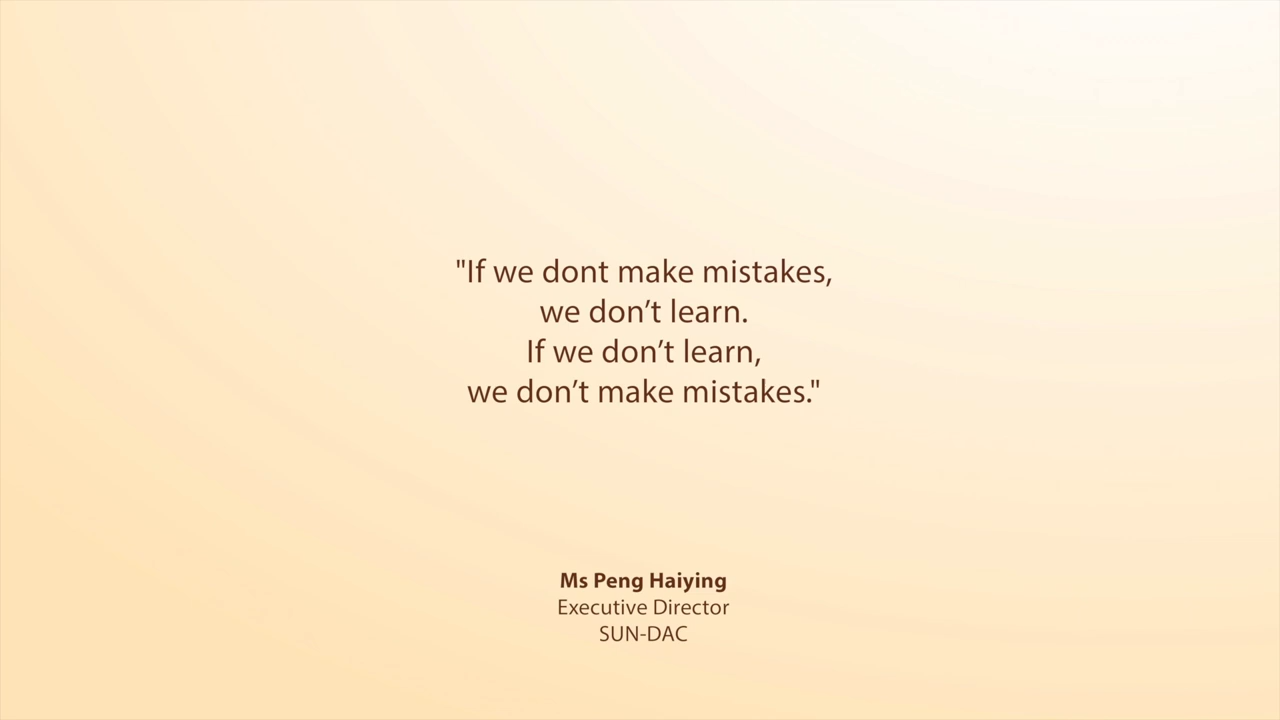 "If we dont make mistakes,
we don’t learn.
If we don’t learn,
we don’t make mistakes."
Ms Peng Haiying
Executive Director
SUN-DAC